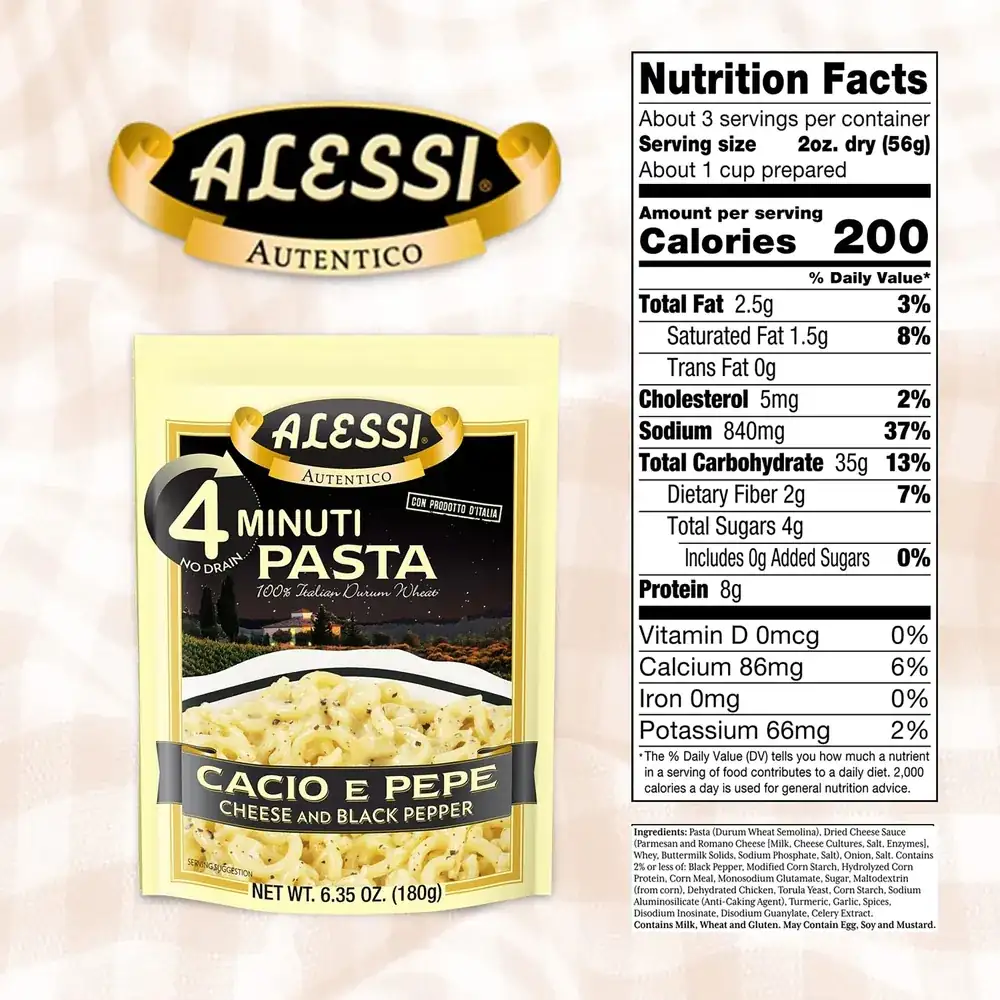 ALESSI®
AUTENTICO
ALESSI®
AUTENTICO
CON PRODOTTO D'ITALIA
4 MINUTI
NO DRAIN
PASTA
100% Italian Durum Wheat
CACIO E PEPE
CHEESE AND BLACK PEPPER
SERVING SUGGESTION
NET WT. 6.35 OZ. (180g)
Nutrition Facts
About 3 servings per container
Serving size 2oz. dry (56g)
About 1 cup prepared
Amount per serving
Calories 200
% Daily Value*
Total Fat 2.5g 3%
Saturated Fat 1.5g 8%
Trans Fat 0g
Cholesterol 5mg 2%
Sodium 840mg 37%
Total Carbohydrate 35g 13%
Dietary Fiber 2g 7%
Total Sugars 4g
Includes 0g Added Sugars 0%
Protein 8g
Vitamin D 0mcg 0%
Calcium 86mg 6%
Iron 0mg 0%
Potassium 66mg 2%
*The % Daily Value (DV) tells you how much a nutrient
in a serving of food contributes to a daily diet. 2,000
calories a day is used for general nutrition advice.
Ingredients: Pasta (Durum Wheat Semolina), Dried Cheese Sauce
(Parmesan and Romano Cheese [Milk, Cheese Cultures, Salt, Enzymes],
Whey, Buttermilk Solids, Sodium Phosphate, Salt), Onion, Salt. Contains
2% or less of: Black Pepper, Modified Corn Starch, Hydrolyzed Corn
Protein, Corn Meal, Monosodium Glutamate, Sugar, Maltodextrin
(from corn), Dehydrated Chicken, Torula Yeast, Corn Starch, Sodium
Aluminosilicate (Anti-Caking Agent), Turmeric, Garlic, Spices,
Disodium Inosinate, Disodium Guanylate, Celery Extract.
Contains Milk, Wheat and Gluten. May Contain Egg, Soy and Mustard.